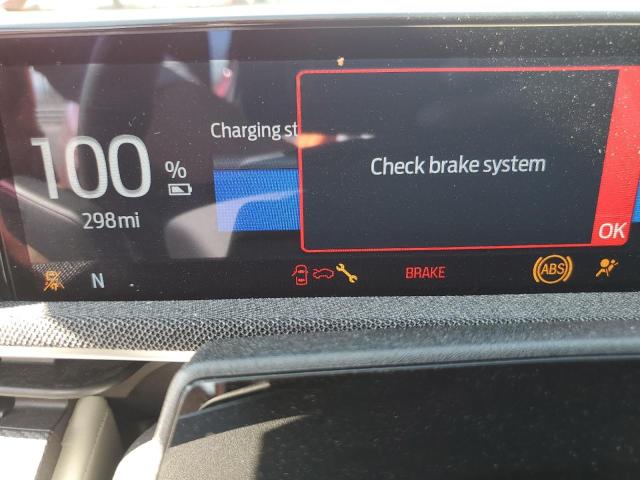 100 %
298mi
Charging st
Check brake system
OK
N
BRAKE
ABS